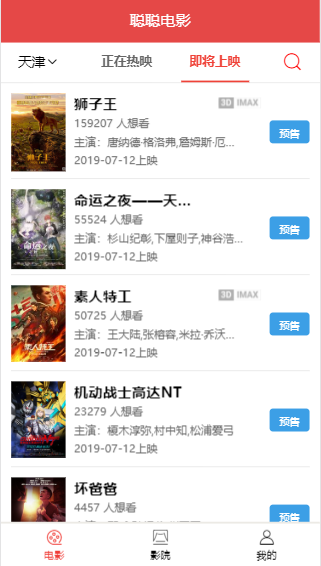 聪聪电影
天津 正在热映 即将上映
狮子王 3D IMAX
159207 人想看
主演：唐纳德·格洛弗,詹姆斯·厄...
2019-07-12上映
预告
命运之夜——天...
55524 人想看
主演：杉山纪彰,下屋则子,神谷浩...
2019-07-12上映
预告
素人特工 3D IMAX
50725 人想看
主演：王大陆,张榕容,米拉·乔沃...
2019-07-12上映
预告
机动战士高达NT
23279 人想看
主演：榎木淳弥,村中知,松浦爱弓
2019-07-12上映
预告
坏爸爸
4457 人想看
预告
电影 影院 我的